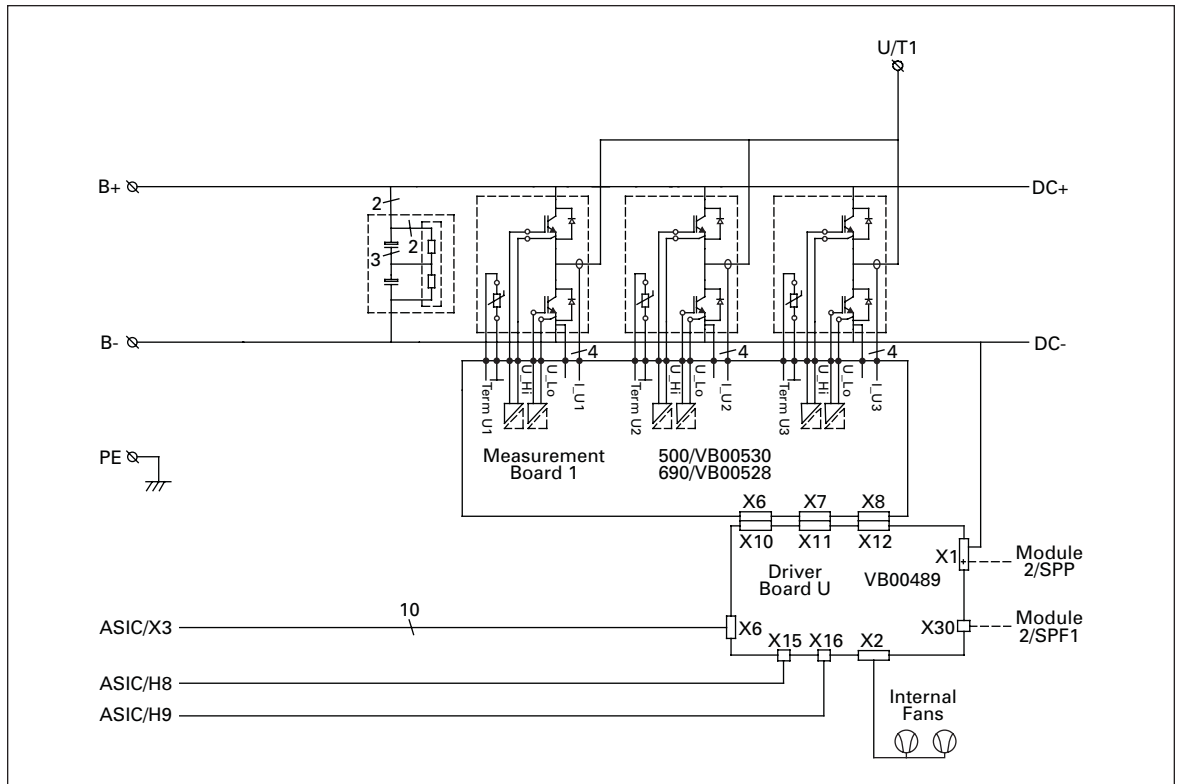 U/T1
B+
DC+
2
2
3
B-
DC-
4
4
4
Term U1
U_Hi
U_Lo
I_U1
Term U2
U_Hi
U_Lo
I_U2
Term U3
U_Hi
U_Lo
I_U3
Measurement
Board 1
500/VB00530
690/VB00528
PE
X6
X7
X8
X10
X11
X12
X1
+
Module
2/SPP
Driver
Board U
VB00489
10
ASIC/X3
X6
X30
Module
2/SPF1
X15
X16
X2
ASIC/H8
ASIC/H9
Internal
Fans